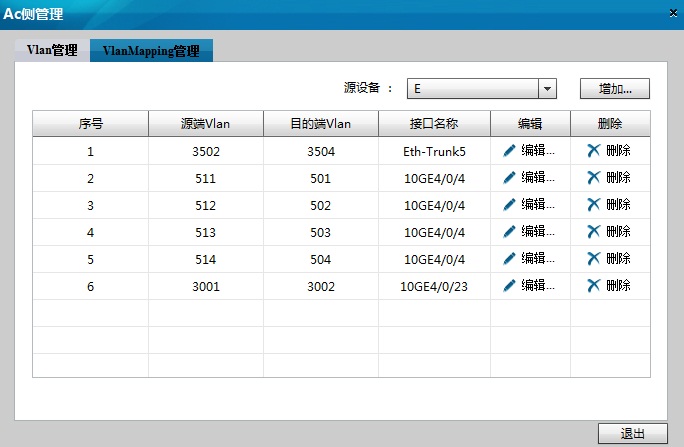 Ac侧管理
Vlan管理 VlanMapping管理
源设备 : E 增加...
序号 源端Vlan 目的端Vlan 接口名称 编辑 删除
1 3502 3504 Eth-Trunk5 编辑... 删除
2 511 501 10GE4/0/4 编辑... 删除
3 512 502 10GE4/0/4 编辑... 删除
4 513 503 10GE4/0/4 编辑... 删除
5 514 504 10GE4/0/4 编辑... 删除
6 3001 3002 10GE4/0/23 编辑... 删除
退出